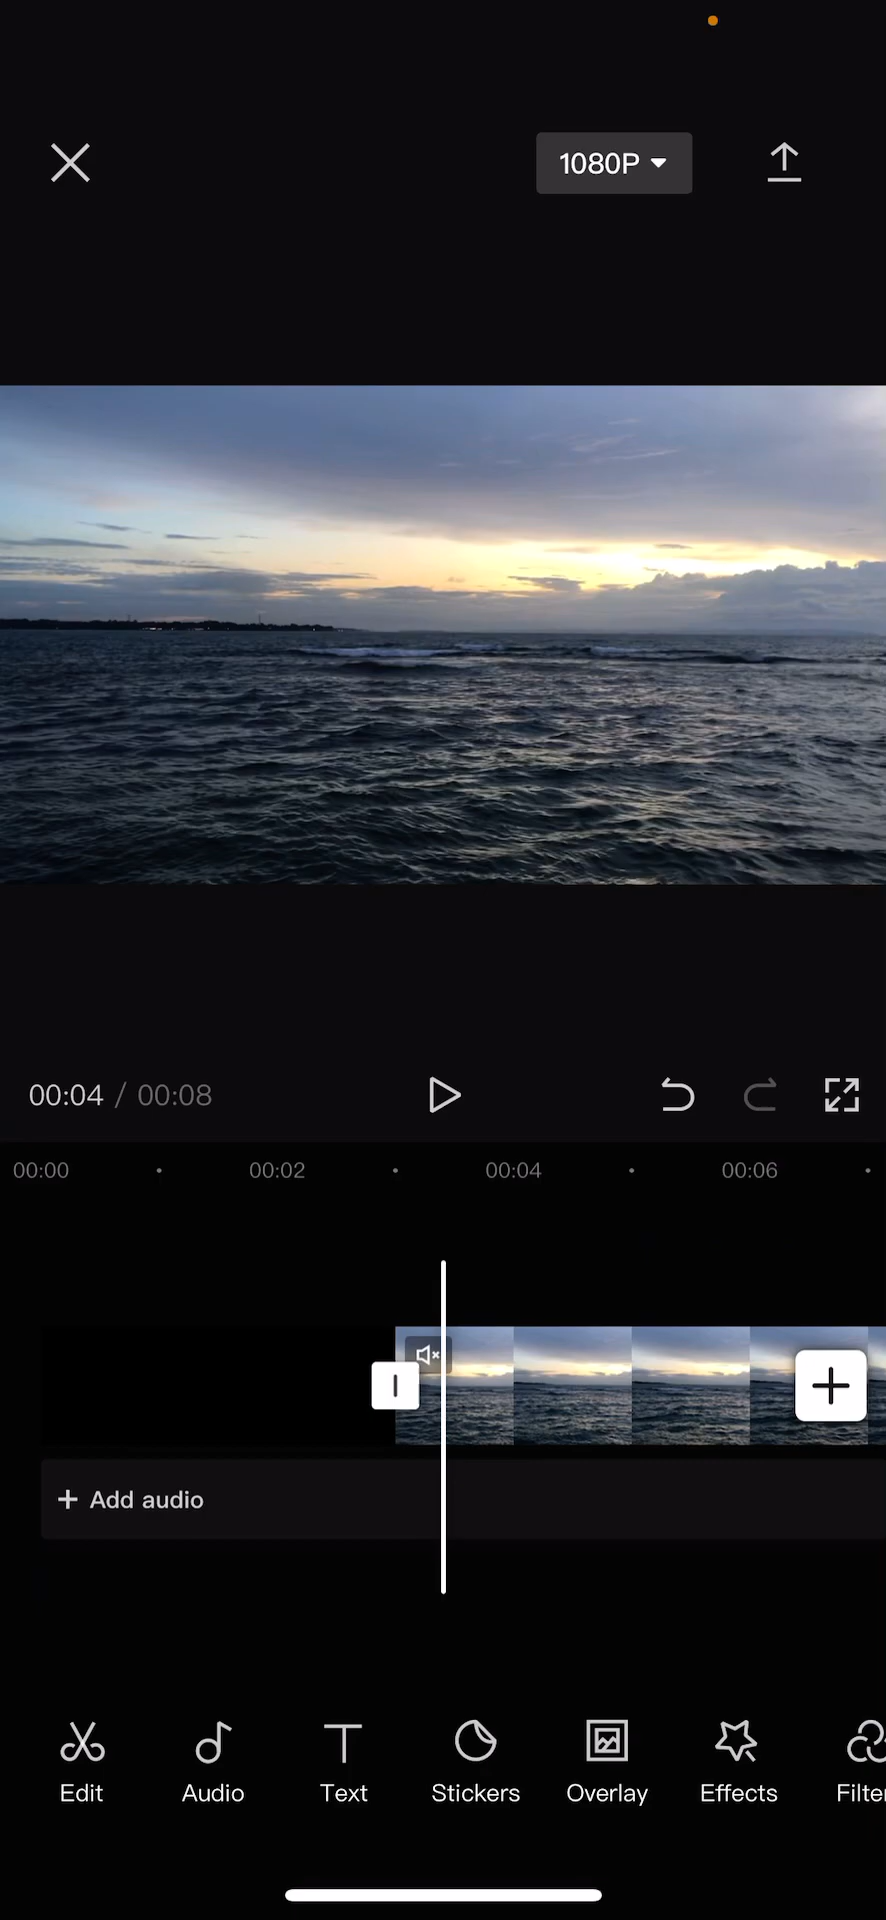 1080P
00:04 / 00:08
00:00 00:02 00:04 00:06
+ Add audio
Edit Audio Text Stickers Overlay Effects Filter